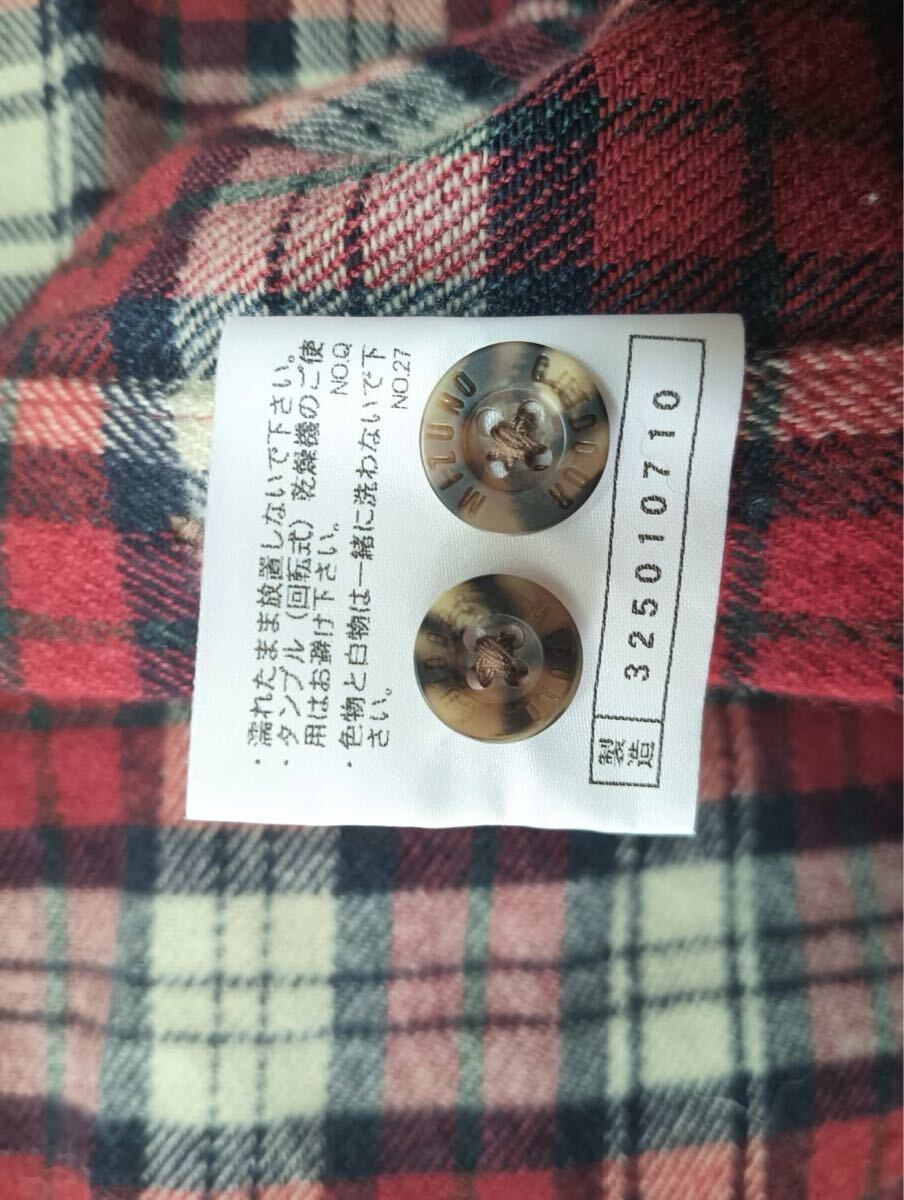 ・濡れたまま放置しないで下さい。
・タンブル（回転式）乾燥機のご使
用はお避け下さい。
NO.Q
・色物と白物は一緒に洗わないで下
さい。
NO.27
MEZUNO
製造
325010710